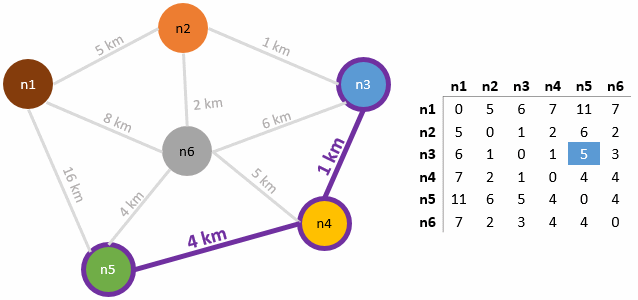 n2
5 km
1 km
n1
n3
2 km
8 km
6 km
n6
1 km
16 km
5 km
4 km
n4
4 km
n5
n1 n2 n3 n4 n5 n6
n1 0 5 6 7 11 7
n2 5 0 1 2 6 2
n3 6 1 0 1 5 3
n4 7 2 1 0 4 4
n5 11 6 5 4 0 4
n6 7 2 3 4 4 0